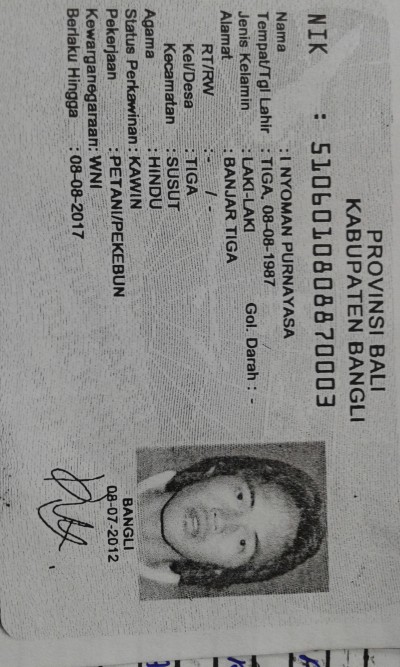 PROVINSI BALI
KABUPATEN BANGLI
NIK : 5106010808870003
Nama : I NYOMAN PURNAYASA
Tempat/Tgl Lahir : TIGA, 08-08-1987
Jenis Kelamin : LAKI-LAKI Gol. Darah : -
Alamat : BANJAR TIGA
RT/RW : - / -
Kel/Desa : TIGA
Kecamatan : SUSUT
Agama : HINDU
Status Perkawinan : KAWIN
Pekerjaan : PETANI/PEKEBUN
Kewarganegaraan: WNI
Berlaku Hingga : 08-08-2017
BANGLI
08-07-2012